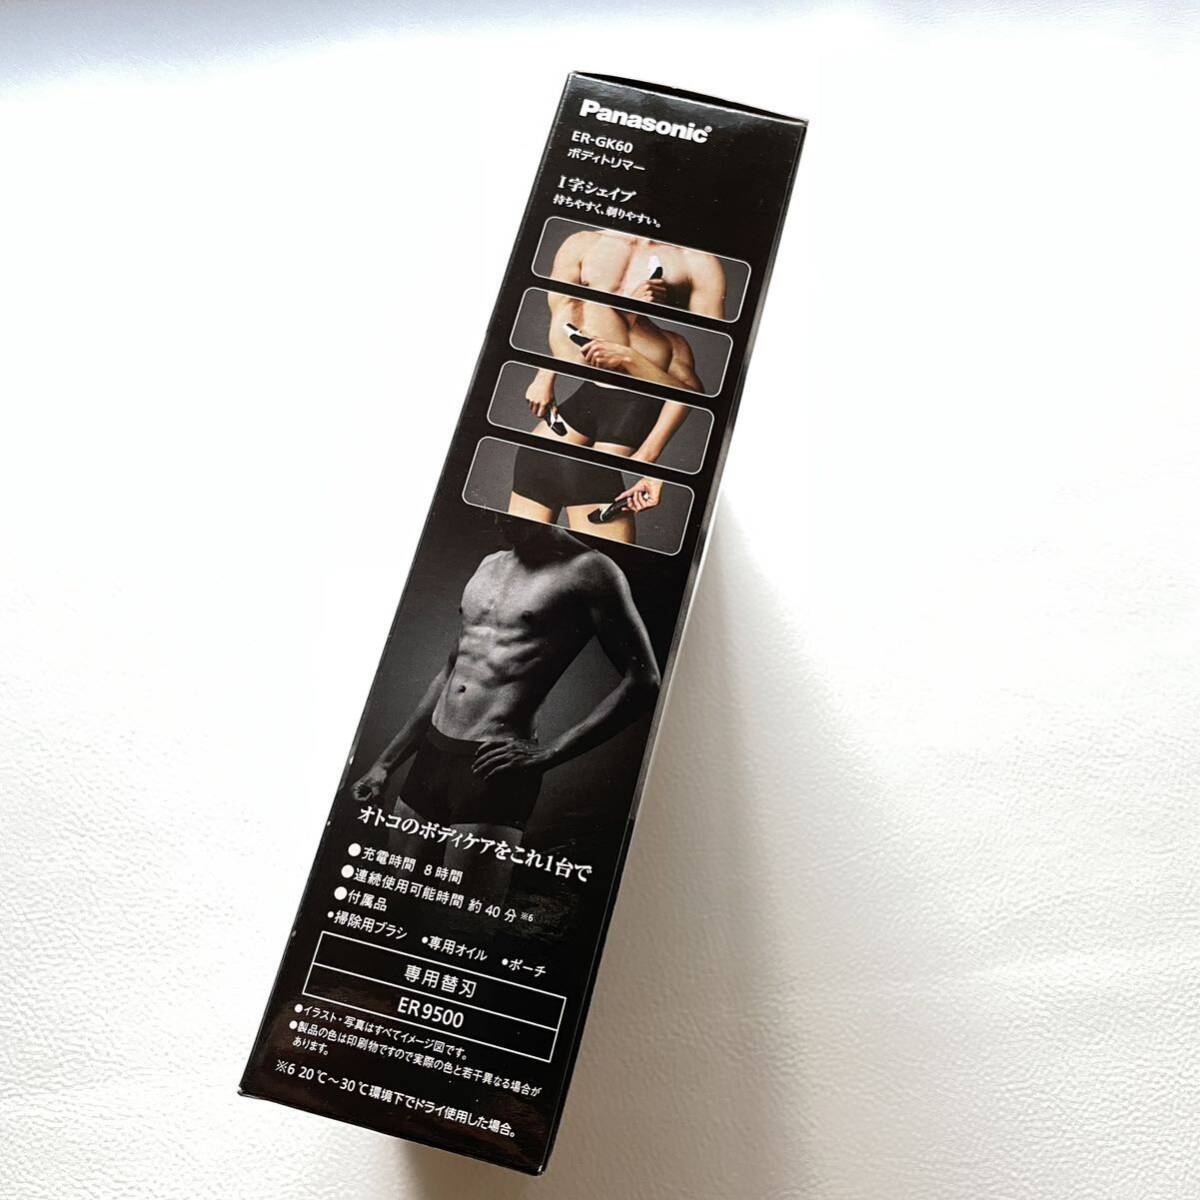 Panasonic®
ER-GK60
ボディトリマー
I字シェイプ
持ちやすく、剃りやすい。
オトコのボディケアをこれ1台で
●充電時間 8時間
●連続使用可能時間 約40分※6
●付属品
•掃除用ブラシ •専用オイル •ポーチ
専用替刃
ER9500
●イラスト・写真はすべてイメージ図です。
●製品の色は印刷物ですので実際の色と若干異なる場合が
あります。
※6 20℃～30℃環境下でドライ使用した場合。